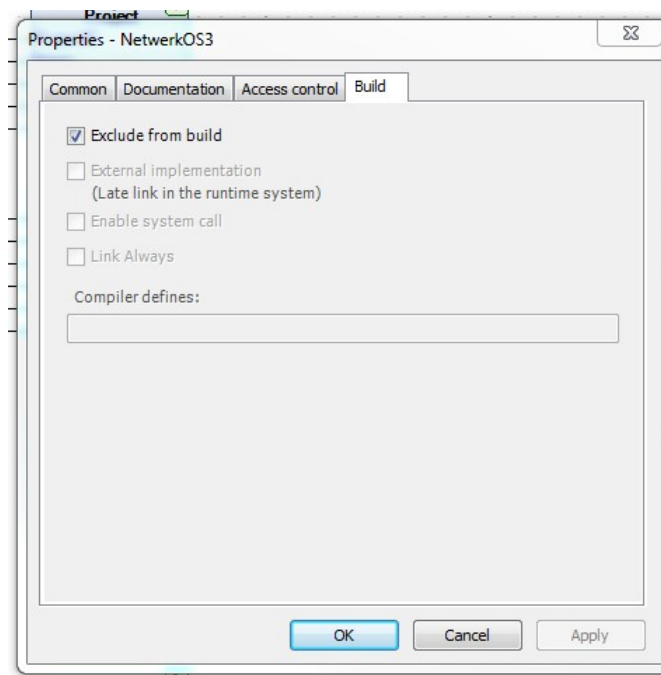 Project
Properties - NetwerkOS3
Common Documentation Access control Build
Exclude from build
External implementation
(Late link in the runtime system)
Enable system call
Link Always
Compiler defines:
OK Cancel Apply